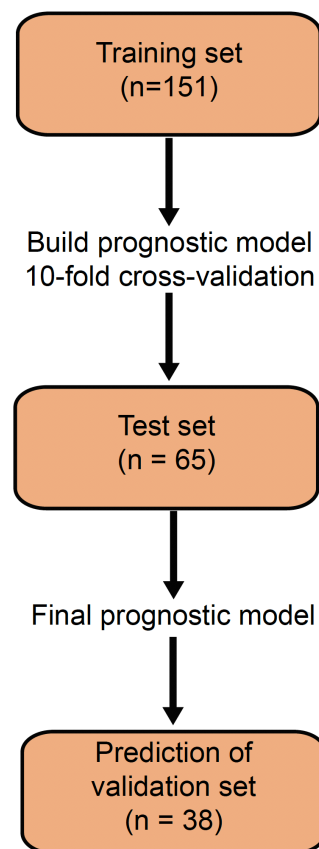 Training set
(n=151)
Build prognostic model
10-fold cross-validation
Test set
(n = 65)
Final prognostic model
Prediction of
validation set
(n = 38)